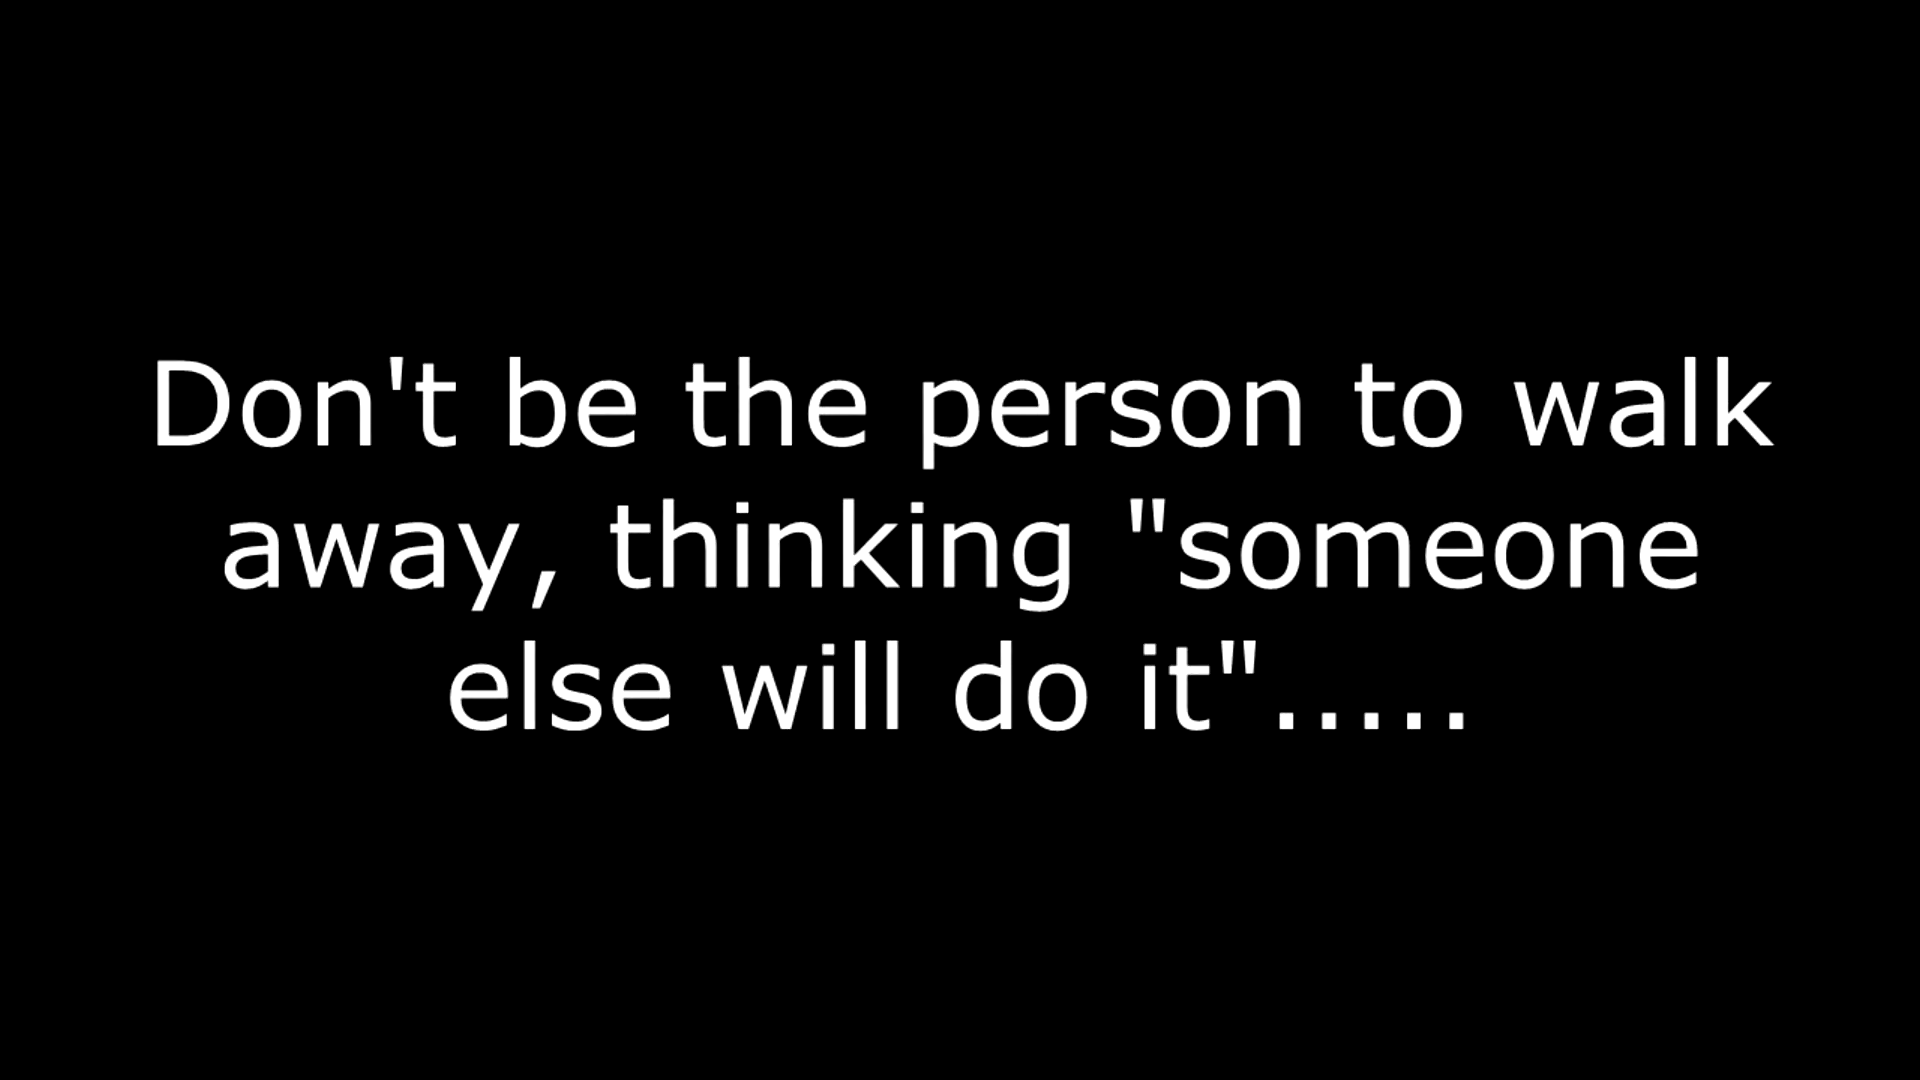 Don't be the person to walk
away, thinking "someone
else will do it".....